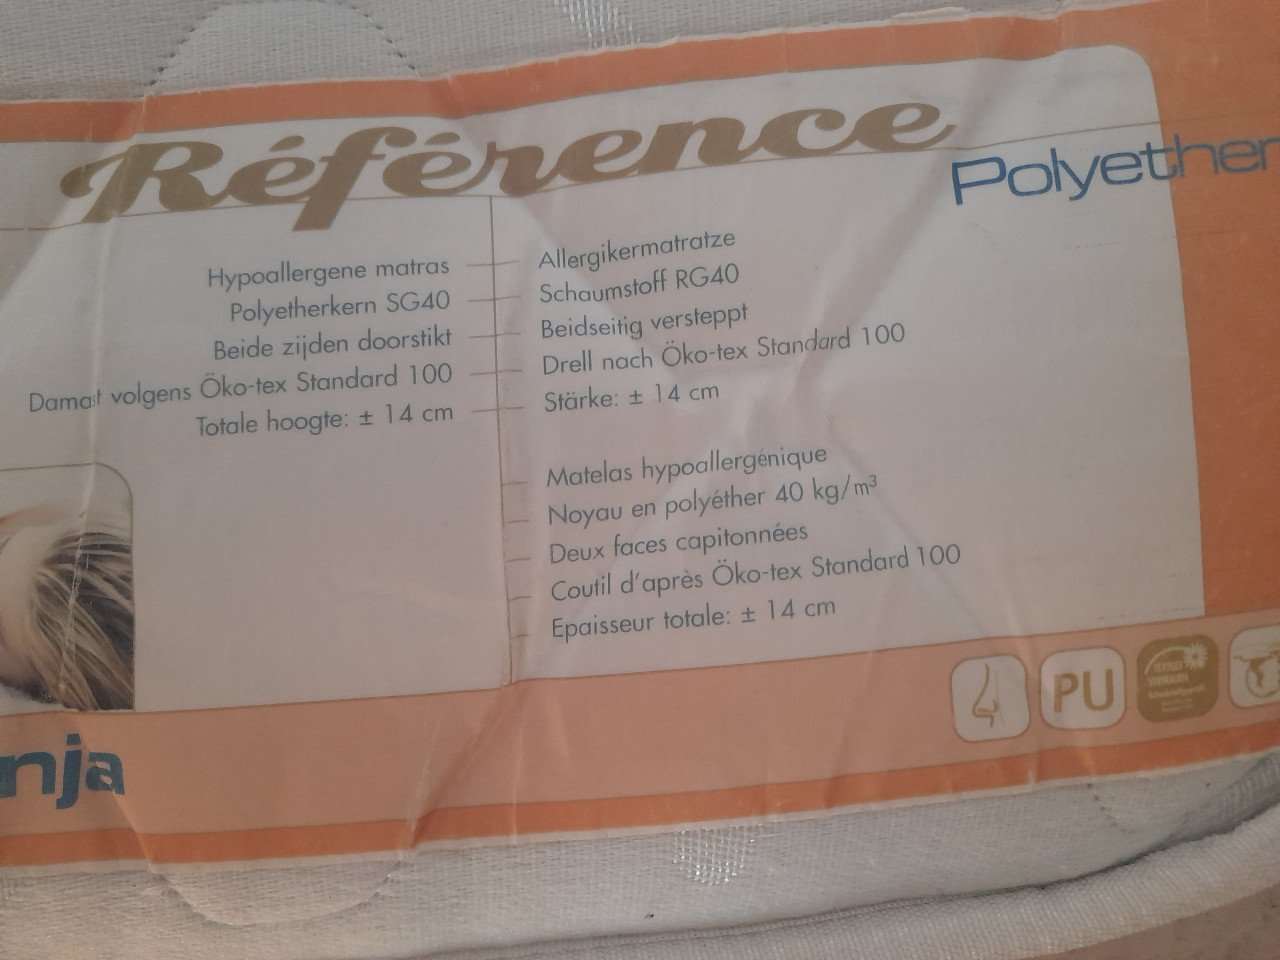 Référence
Polyether
Hypoallergene matras
Polyetherkern SG40
Beide zijden doorstikt
Damast volgens Öko-tex Standard 100
Totale hoogte: ± 14 cm
Allergikermatratze
Schaumstoff RG40
Beidseitig versteppt
Drell nach Öko-tex Standard 100
Stärke: ± 14 cm
Matelas hypoallergénique
Noyau en polyéther 40 kg/m³
Deux faces capitonnées
Coutil d'après Öko-tex Standard 100
Epaisseur totale: ± 14 cm
nja
PU